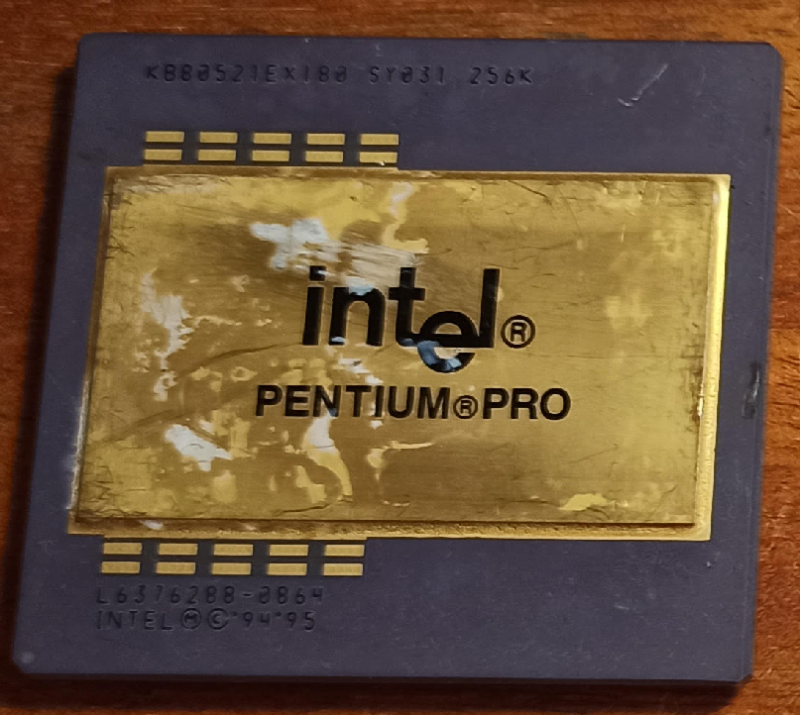 KB80521EX180 SY031 256K
intel®
PENTIUM®PRO
L6376288-0864
INTEL Ⓜ © '94 '95